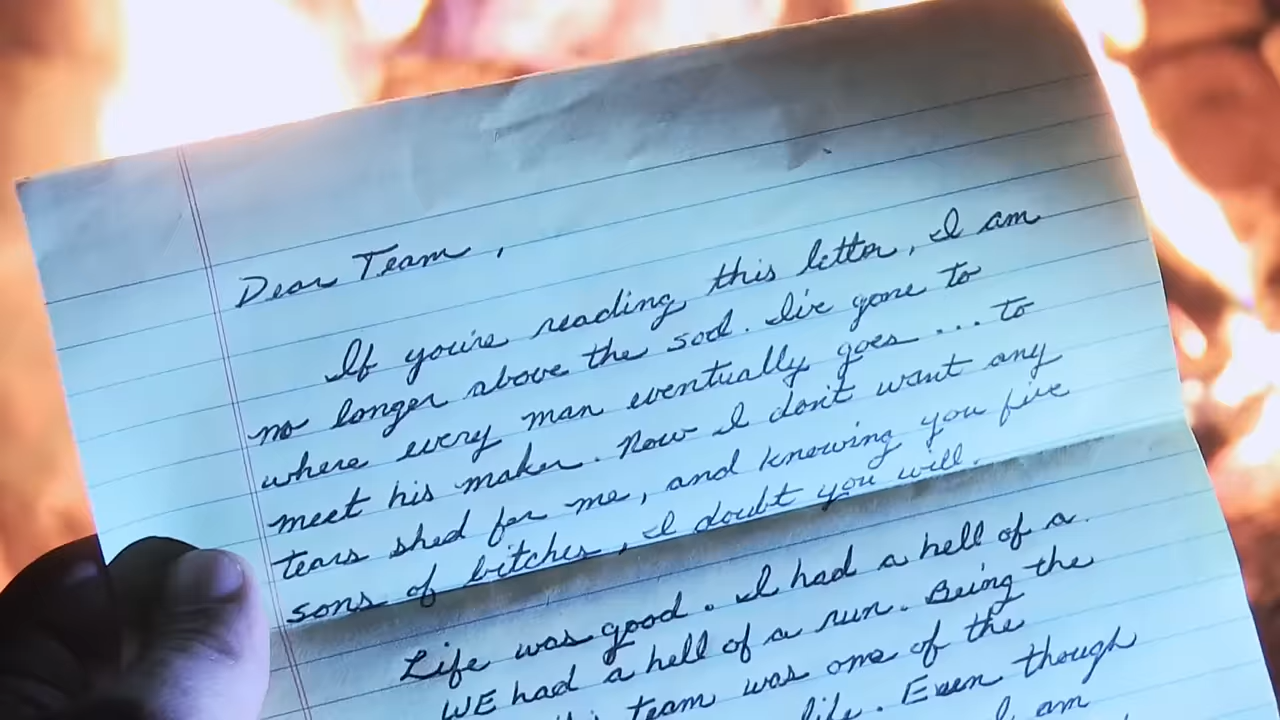 Dear Team,
If you're reading this letter, I am
no longer above the sod. I've gone to
where every man eventually goes ... to
meet his maker. Now I don't want any
tears shed for me, and knowing you five
sons of bitches, I doubt you will.
Life was good. I had a hell of a
WE had a hell of a run. Being the
team was one of the
life. Even though
I am